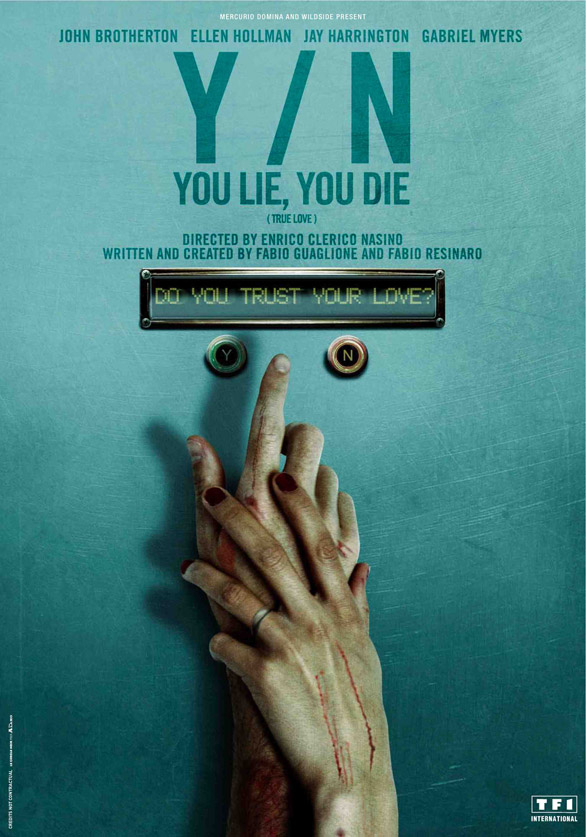 MERCURIO DOMINA AND WILDSIDE PRESENT
JOHN BROTHERTON ELLEN HOLLMAN JAY HARRINGTON GABRIEL MYERS
Y / N
YOU LIE, YOU DIE
( TRUE LOVE )
DIRECTED BY ENRICO CLERICO NASINO
WRITTEN AND CREATED BY FABIO GUAGLIONE AND FABIO RESINARO
DO YOU TRUST YOUR LOVE?
Y N
CREDITS NOT CONTRACTUAL
TF1
INTERNATIONAL